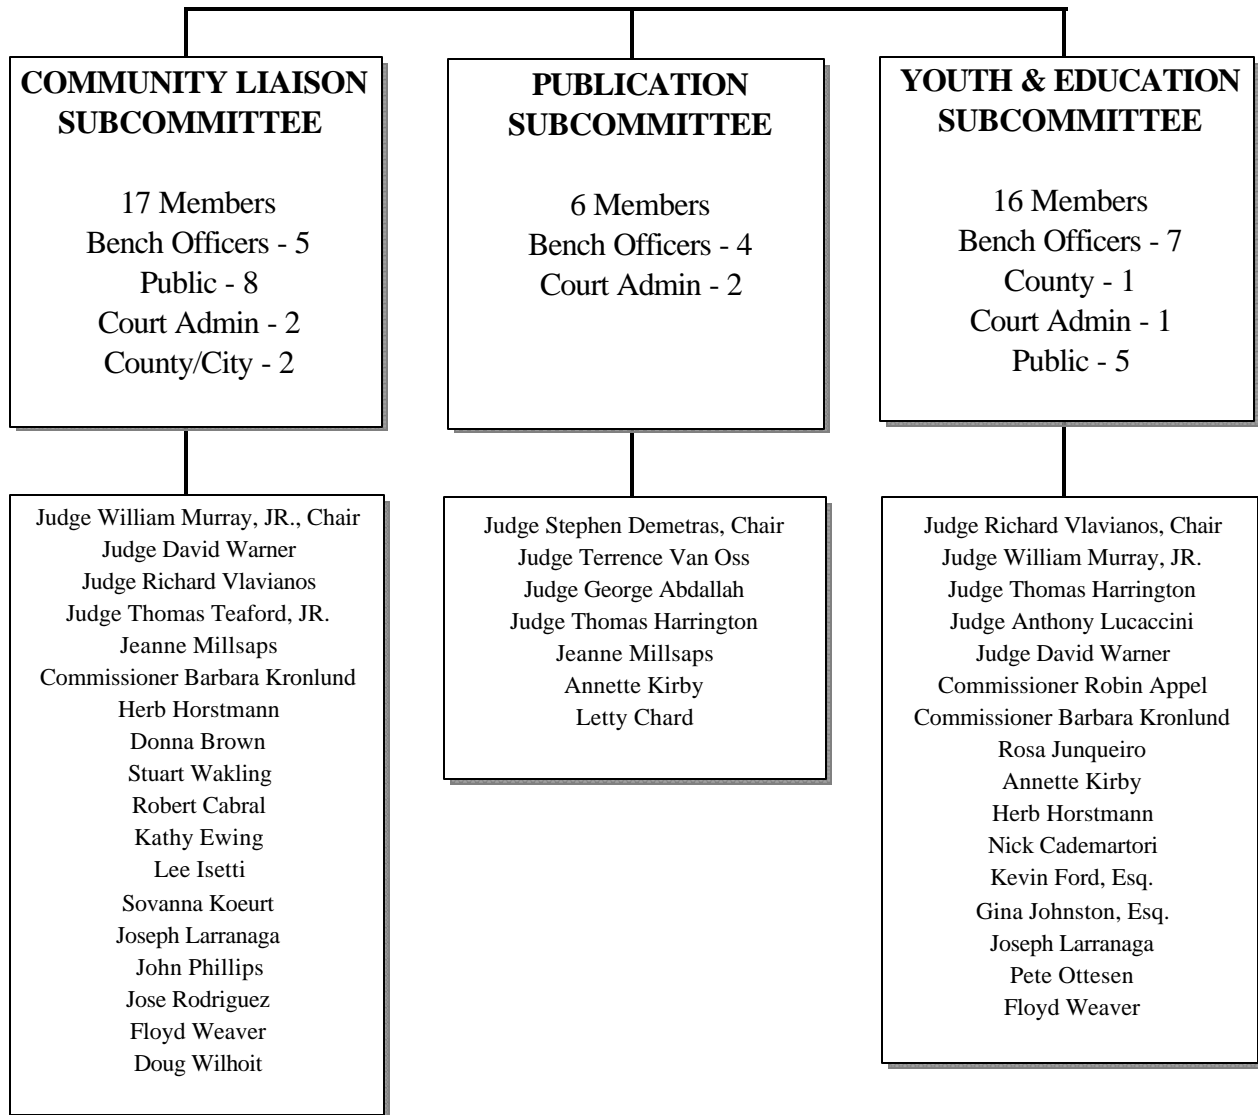 COMMUNITY LIAISON
SUBCOMMITTEE
17 Members
Bench Officers - 5
Public - 8
Court Admin - 2
County/City - 2
Judge William Murray, JR., Chair
Judge David Warner
Judge Richard Vlavianos
Judge Thomas Teaford, JR.
Jeanne Millsaps
Commissioner Barbara Kronlund
Herb Horstmann
Donna Brown
Stuart Wakling
Robert Cabral
Kathy Ewing
Lee Isetti
Sovanna Koeurt
Joseph Larranaga
John Phillips
Jose Rodriguez
Floyd Weaver
Doug Wilhoit
PUBLICATION
SUBCOMMITTEE
6 Members
Bench Officers - 4
Court Admin - 2
Judge Stephen Demetras, Chair
Judge Terrence Van Oss
Judge George Abdallah
Judge Thomas Harrington
Jeanne Millsaps
Annette Kirby
Letty Chard
YOUTH & EDUCATION
SUBCOMMITTEE
16 Members
Bench Officers - 7
County - 1
Court Admin - 1
Public - 5
Judge Richard Vlavianos, Chair
Judge William Murray, JR.
Judge Thomas Harrington
Judge Anthony Lucaccini
Judge David Warner
Commissioner Robin Appel
Commissioner Barbara Kronlund
Rosa Junqueiro
Annette Kirby
Herb Horstmann
Nick Cademartori
Kevin Ford, Esq.
Gina Johnston, Esq.
Joseph Larranaga
Pete Ottesen
Floyd Weaver